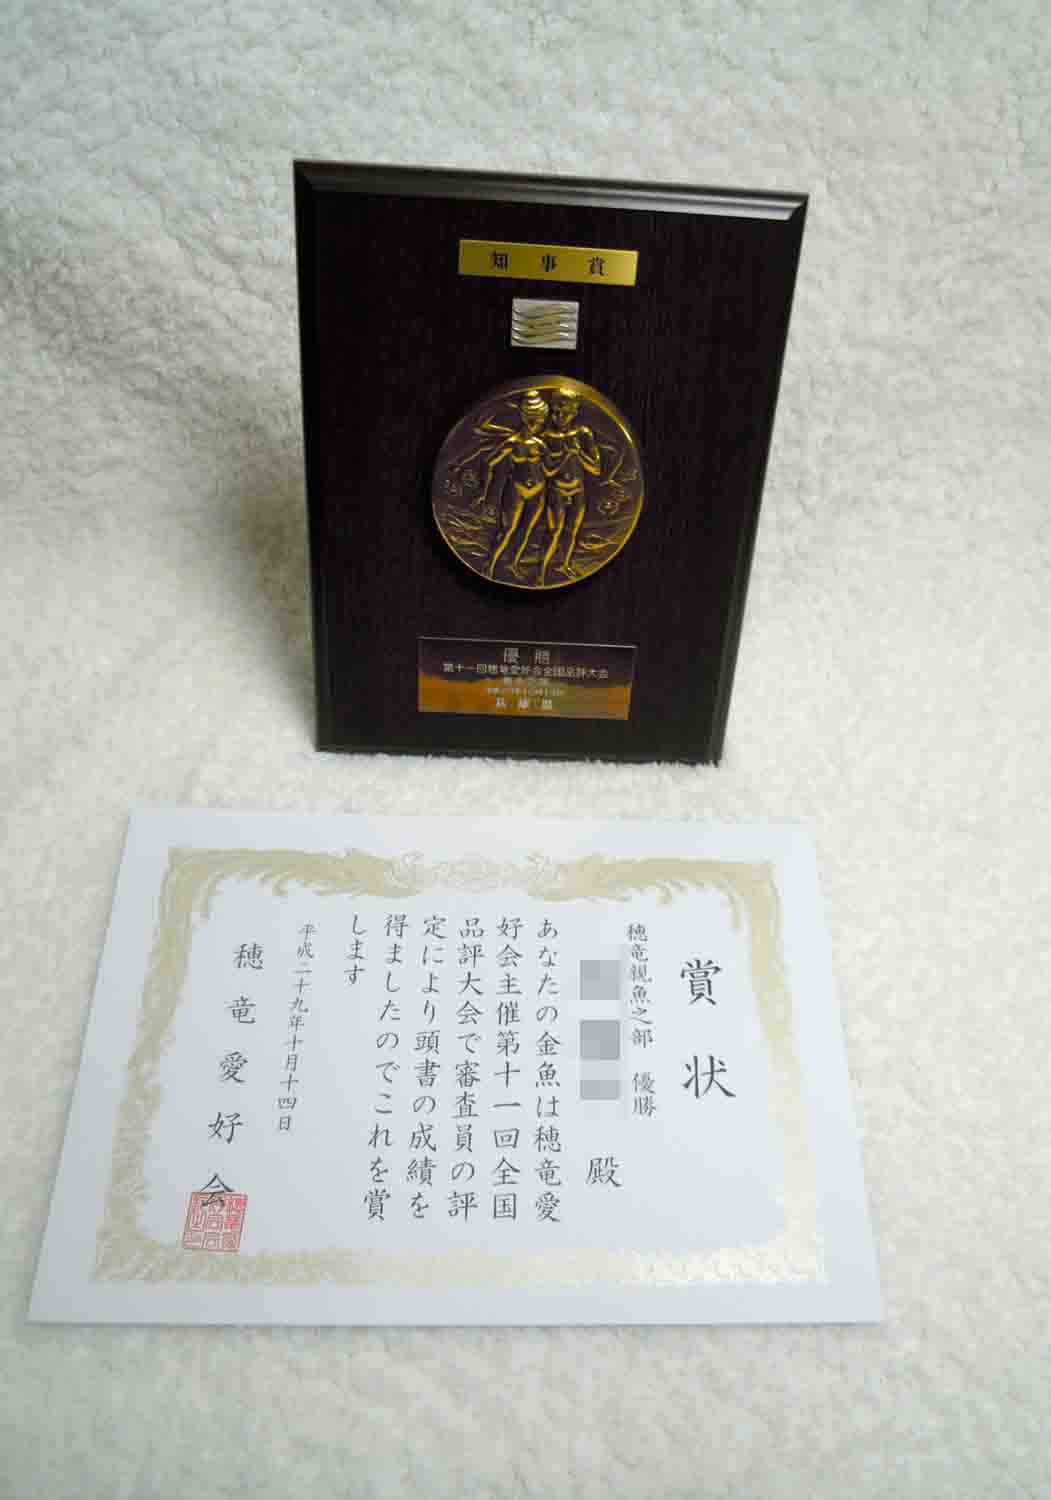 知事賞
優勝
第十一回穂竜愛好会全国品評大会
兵庫県
賞状
穂竜親魚之部 優勝
殿
あなたの金魚は穂竜愛
好会主催第十一回全国
品評大会で審査員の評
定により頭書の成績を
得ましたのでこれを賞
します
平成二十九年十月十四日
穂竜愛好会